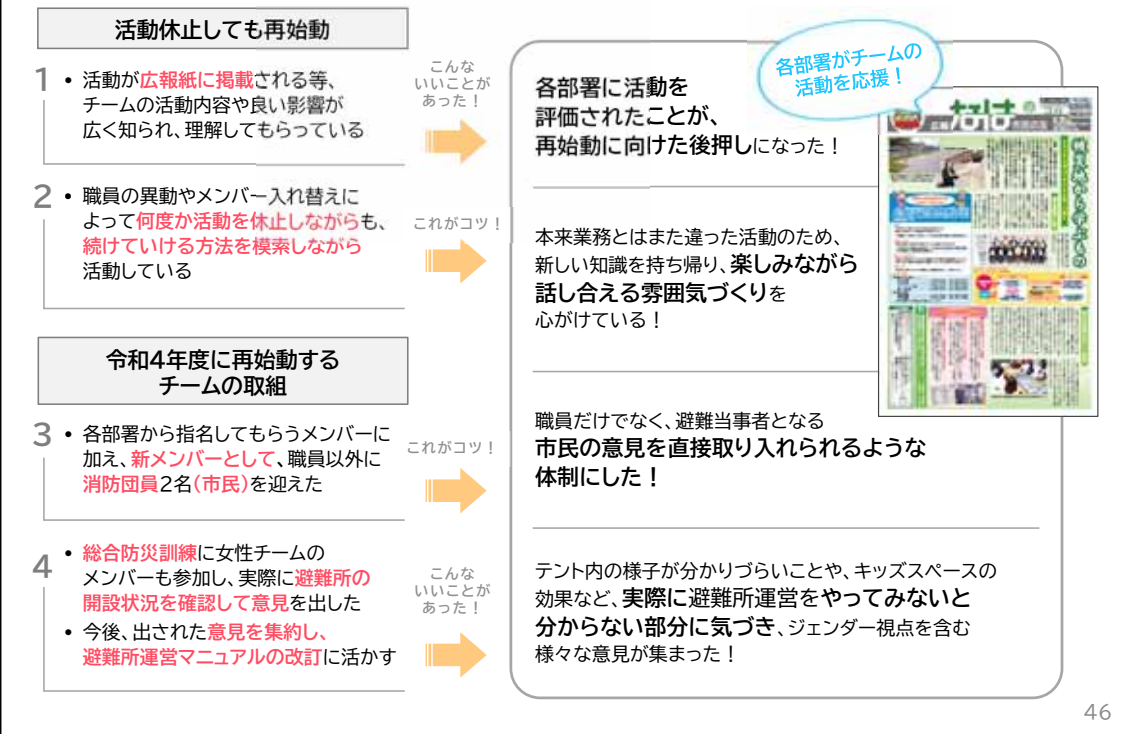 活動休止しても再始動
1
• 活動が広報紙に掲載される等、
チームの活動内容や良い影響が
広く知られ、理解してもらっている
こんな
いいことが
あった！
各部署に活動を
評価されたことが、
再始動に向けた後押しになった！
各部署がチームの
活動を応援！
2
• 職員の異動やメンバー入れ替えに
よって何度か活動を休止しながらも、
続けていける方法を模索しながら
活動している
これがコツ！
本来業務とはまた違った活動のため、
新しい知識を持ち帰り、楽しみながら
話し合える雰囲気づくりを
心がけている！
令和4年度に再始動する
チームの取組
3
• 各部署から指名してもらうメンバーに
加え、新メンバーとして、職員以外に
消防団員2名(市民)を迎えた
これがコツ！
職員だけでなく、避難当事者となる
市民の意見を直接取り入れられるような
体制にした！
4
• 総合防災訓練に女性チームの
メンバーも参加し、実際に避難所の
開設状況を確認して意見を出した
• 今後、出された意見を集約し、
避難所運営マニュアルの改訂に活かす
こんな
いいことが
あった！
テント内の様子が分かりづらいことや、キッズスペースの
効果など、実際に避難所運営をやってみないと
分からない部分に気づき、ジェンダー視点を含む
様々な意見が集まった！
46